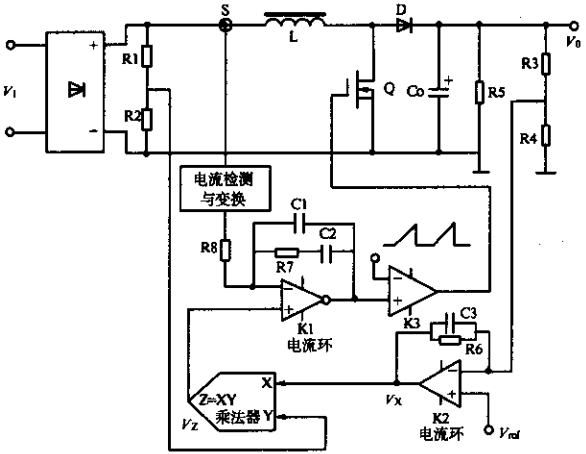 S
D
L
V0
R1
R3
+
VI
Q
Co
+
R5
R2
R4
−
电流检测
与变换
C1
C2
R8
R7
−
+
K1
电流环
−
+
K3
C3
R6
−
+
K2
电流环
X
Z=XY
乘法器 Y
VZ
VX
Vref